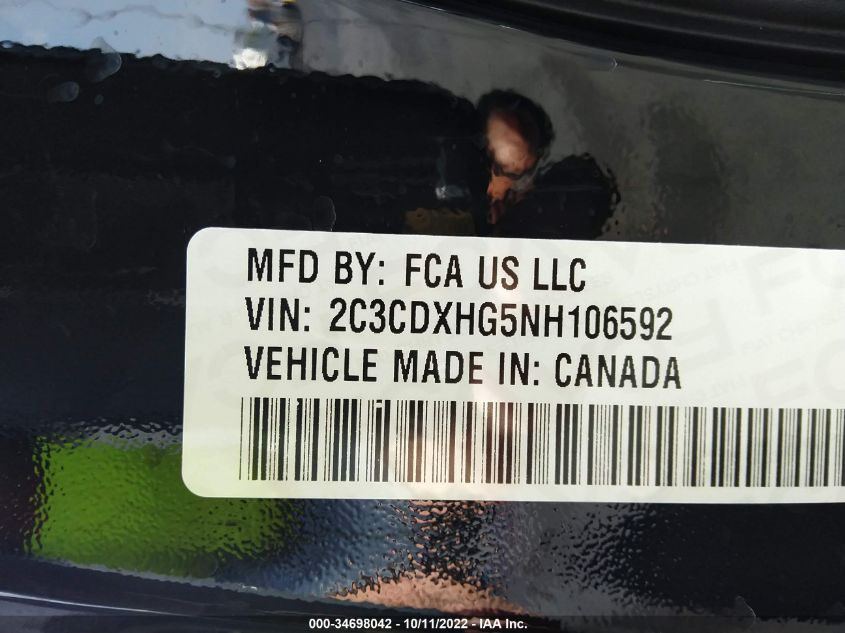 MFD BY: FCA US LLC
VIN: 2C3CDXHG5NH106592
VEHICLE MADE IN: CANADA
000-34698042 - 10/11/2022 - IAA Inc.